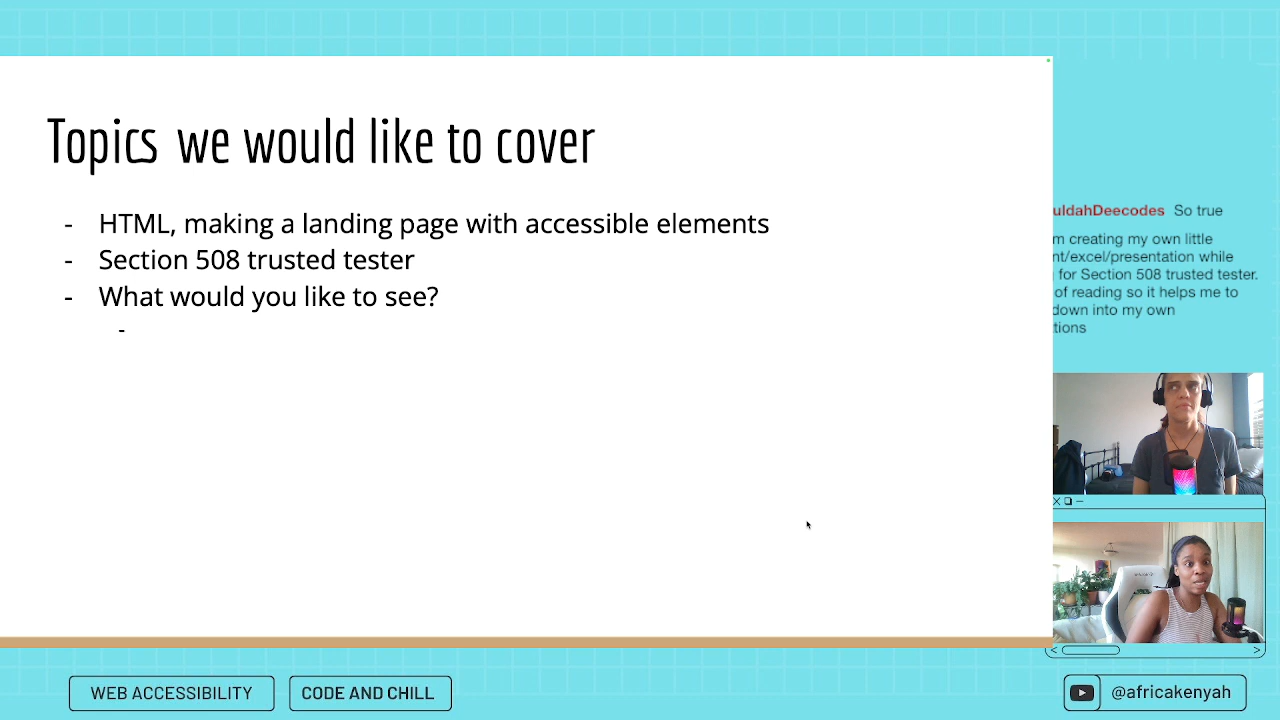 Topics we would like to cover
- HTML, making a landing page with accessible elements
- Section 508 trusted tester
- What would you like to see?
-
uldahDeecodes So true
m creating my own little
nt/excel/presentation while
for Section 508 trusted tester.
of reading so it helps me to
down into my own
tions
WEB ACCESSIBILITY
CODE AND CHILL
@africakenyah